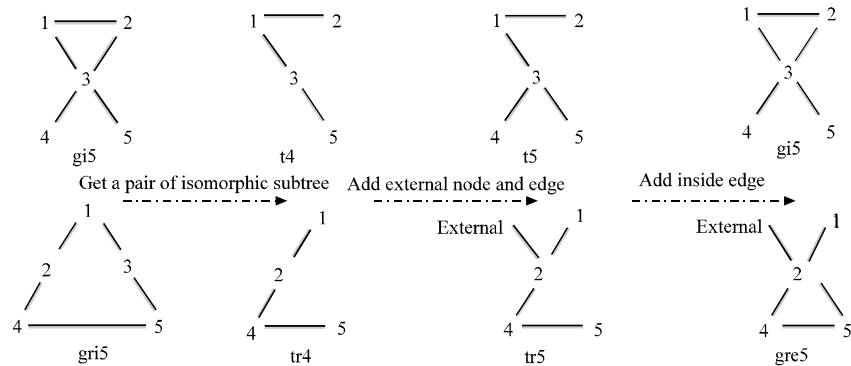 1 2 1 2 1 2 1 2
3 3 3 3
4 5 5 4 5 4 5
gi5 t4 t5 gi5
Get a pair of isomorphic subtree Add external node and edge Add inside edge
1 1 External 1 External 1
2 3 2 2 2
4 5 4 5 4 5 4 5
gri5 tr4 tr5 gre5